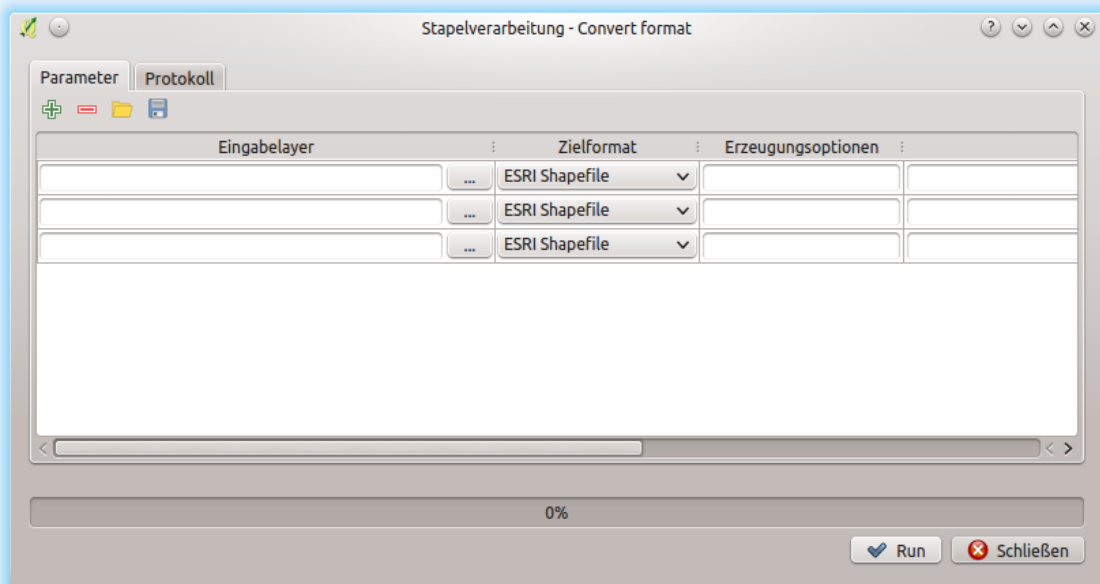 Stapelverarbeitung - Convert format
Parameter Protokoll
Eingabelayer Zielformat Erzeugungsoptionen
... ESRI Shapefile
... ESRI Shapefile
... ESRI Shapefile
0%
Run Schließen